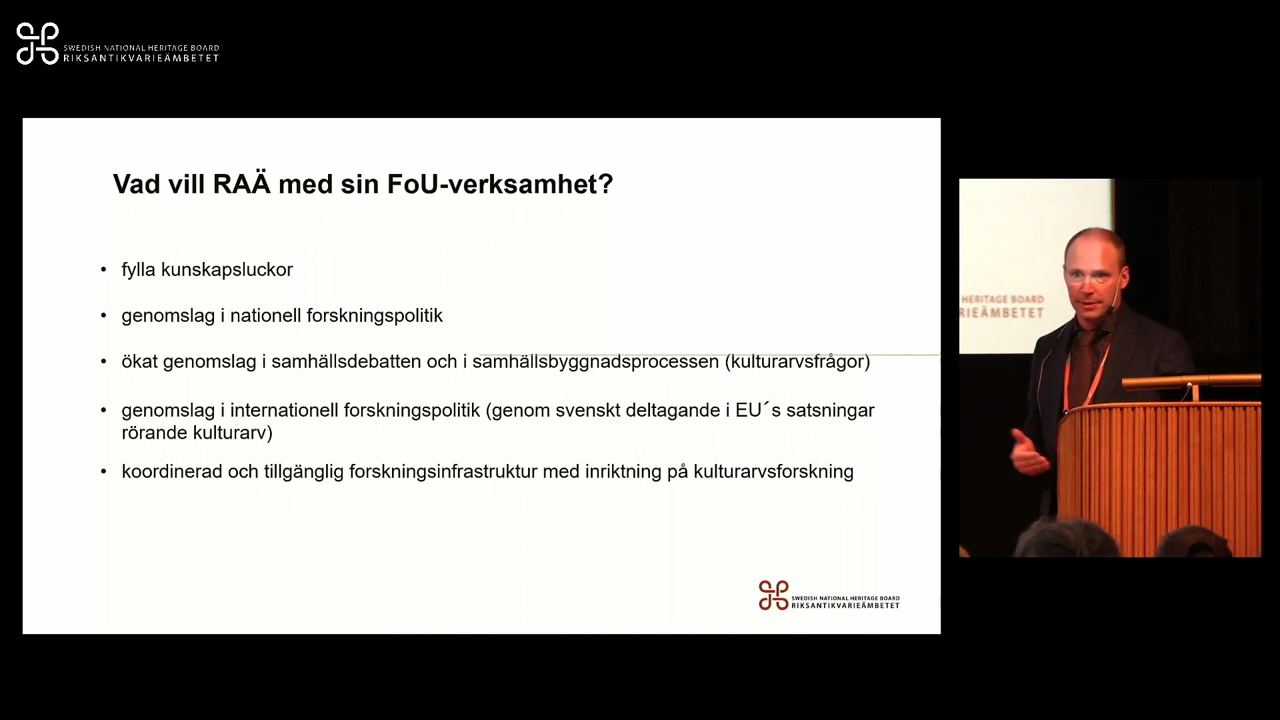 SWEDISH NATIONAL HERITAGE BOARD
RIKSANTIKVARIEÄMBETET
Vad vill RAÄ med sin FoU-verksamhet?
• fylla kunskapsluckor
• genomslag i nationell forskningspolitik
• ökat genomslag i samhällsdebatten och i samhällsbyggnadsprocessen (kulturarvsfrågor)
• genomslag i internationell forskningspolitik (genom svenskt deltagande i EU´s satsningar
rörande kulturarv)
• koordinerad och tillgänglig forskningsinfrastruktur med inriktning på kulturarvsforskning
SWEDISH NATIONAL HERITAGE BOARD
RIKSANTIKVARIEÄMBETET
HERITAGE BOARD
RIEÄMBETET